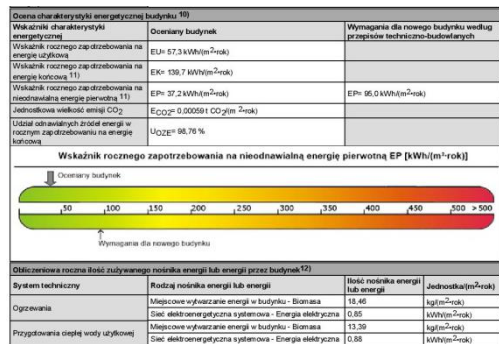 Ocena charakterystyki energetycznej budynku 10)
Wskaźniki charakterystyki energetycznej
Oceniany budynek
Wymagania dla nowego budynku według przepisów techniczno-budowlanych
Wskaźnik rocznego zapotrzebowania na energię użytkową
EU= 57,3 kWh/(m2•rok)
Wskaźnik rocznego zapotrzebowania na energię końcową 11)
EK= 139,7 kWh/(m2•rok)
Wskaźnik rocznego zapotrzebowania na nieodnawialną energię pierwotną 11)
EP= 37,2 kWh/(m2•rok)
EP= 95,0 kWh/(m2•rok)
Jednostkowa wielkość emisji CO2
ECO2= 0,00059 t CO2/(m2•rok)
Udział odnawialnych źródeł energii w rocznym zapotrzebowaniu na energię końcową
UOZE= 98,76 %
Wskaźnik rocznego zapotrzebowania na nieodnawialną energię pierwotną EP [kWh/(m²•rok)]
Oceniany budynek
50 100 150 200 250 300 350 400 450 500 >500
Wymagania dla nowego budynku
Obliczeniowa roczna ilość zużywanego nośnika energii lub energii przez budynek12)
System techniczny
Rodzaj nośnika energii lub energii
Ilość nośnika energii lub energii
Jednostka/(m2•rok)
Ogrzewania
Miejscowe wytwarzanie energii w budynku - Biomasa
18,46
kg/(m2•rok)
Sieć elektroenergetyczna systemowa - Energia elektryczna
0,85
kWh/(m2•rok)
Przygotowania ciepłej wody użytkowej
Miejscowe wytwarzanie energii w budynku - Biomasa
13,39
kg/(m2•rok)
Sieć elektroenergetyczna systemowa - Energia elektryczna
0,88
kWh/(m2•rok)